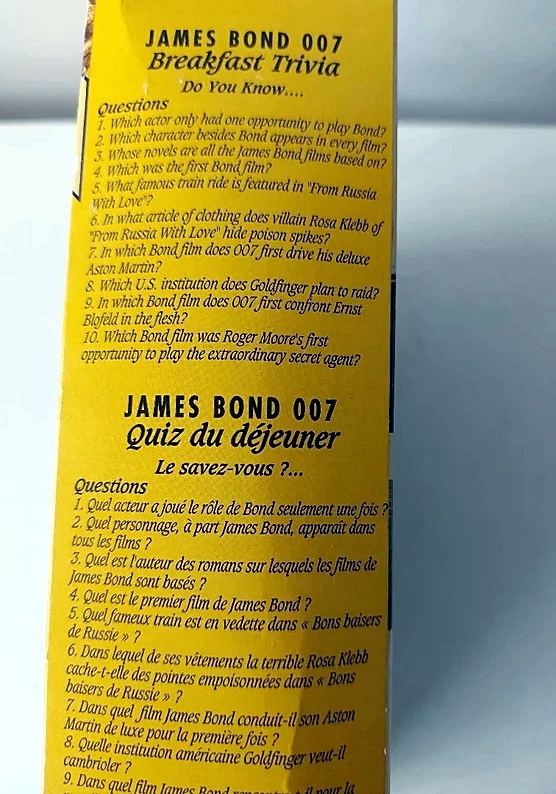 JAMES BOND 007
Breakfast Trivia
Do You Know....
Questions
1. Which actor only had one opportunity to play Bond?
2. Which character besides Bond appears in every film?
3. Whose novels are all the James Bond films based on?
4. Which was the first Bond film?
5. What famous train ride is featured in "From Russia
With Love"?
6. In what article of clothing does villain Rosa Klebb of
"From Russia With Love" hide poison spikes?
7. In which Bond film does 007 first drive his deluxe
Aston Martin?
8. Which U.S. institution does Goldfinger plan to raid?
9. In which Bond film does 007 first confront Ernst
Blofeld in the flesh?
10. Which Bond film was Roger Moore's first
opportunity to play the extraordinary secret agent?
JAMES BOND 007
Quiz du déjeuner
Le savez-vous ?...
Questions
1. Quel acteur a joué le rôle de Bond seulement une fois ?
2. Quel personnage, à part James Bond, apparaît dans
tous les films ?
3. Quel est l'auteur des romans sur lesquels les films de
James Bond sont basés ?
4. Quel est le premier film de James Bond ?
5. Quel fameux train est en vedette dans « Bons baisers
de Russie » ?
6. Dans lequel de ses vêtements la terrible Rosa Klebb
cache-t-elle des pointes empoisonnées dans « Bons
baisers de Russie » ?
7. Dans quel film James Bond conduit-il son Aston
Martin de luxe pour la première fois ?
8. Quelle institution américaine Goldfinger veut-il
cambrioler ?
9. Dans quel film James Bond rencontre-t-il pour la